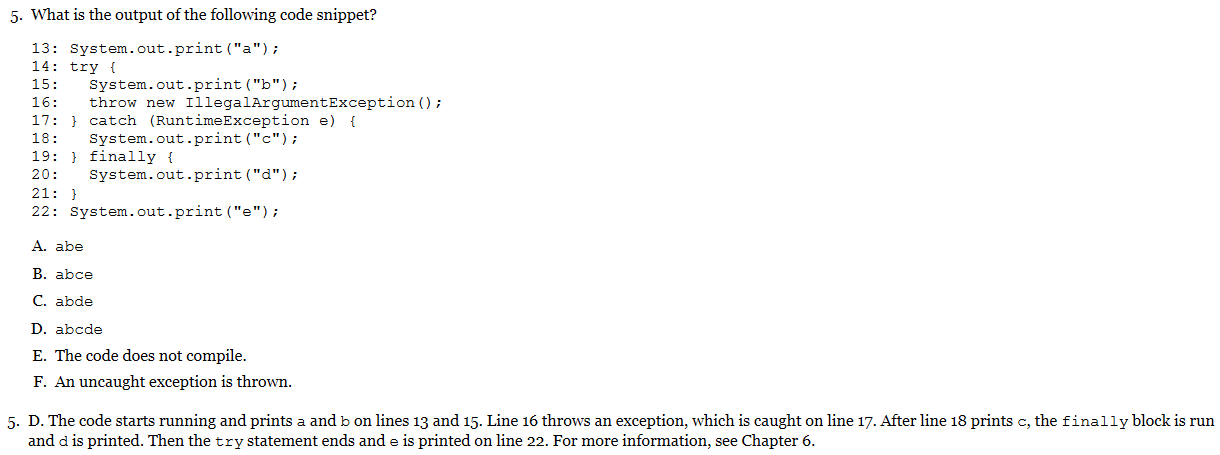 5. What is the output of the following code snippet?
13: System.out.print("a");
14: try {
15:   System.out.print("b");
16:   throw new IllegalArgumentException();
17: } catch (RuntimeException e) {
18:   System.out.print("c");
19: } finally {
20:   System.out.print("d");
21: }
22: System.out.print("e");
A. abe
B. abce
C. abde
D. abcde
E. The code does not compile.
F. An uncaught exception is thrown.
5. D. The code starts running and prints a and b on lines 13 and 15. Line 16 throws an exception, which is caught on line 17. After line 18 prints c, the finally block is run
and d is printed. Then the try statement ends and e is printed on line 22. For more information, see Chapter 6.